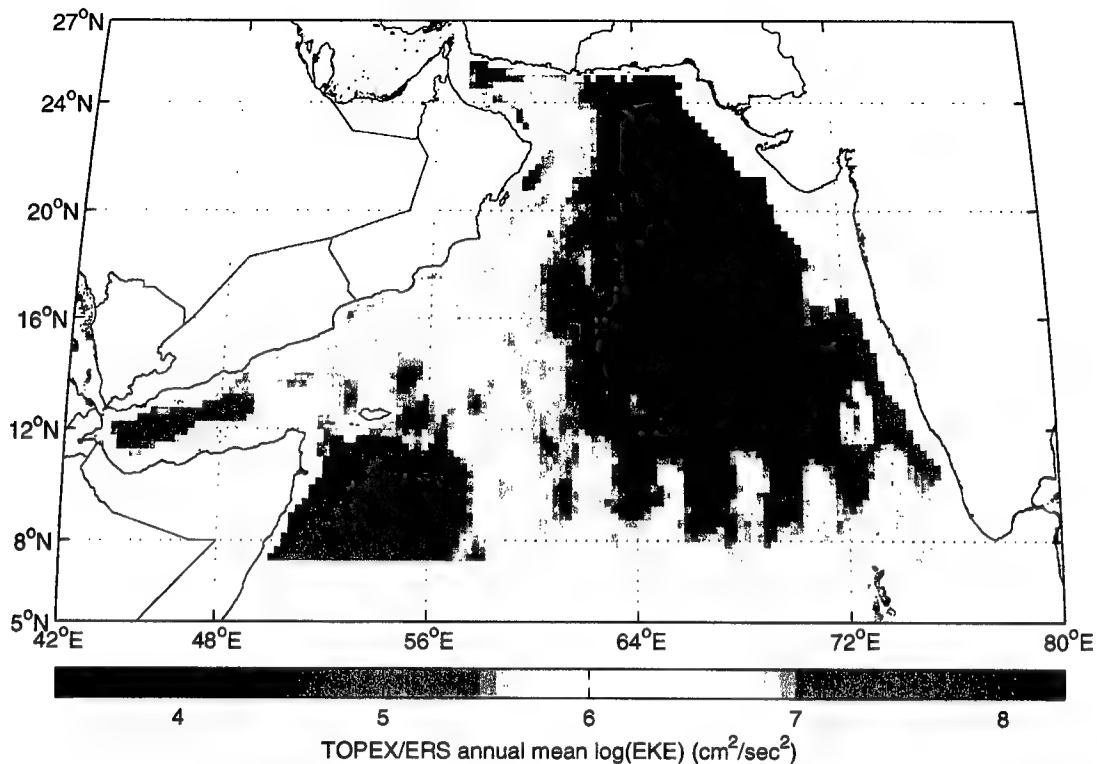 27°N
24°N
20°N
16°N
12°N
8°N
5°N
42°E 48°E 56°E 64°E 72°E 80°E
4 5 6 7 8
TOPEX/ERS annual mean log(EKE) (cm²/sec²)